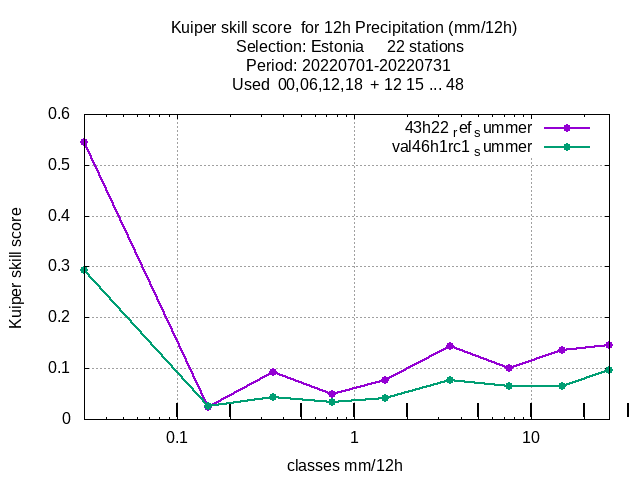 Kuiper skill score  for 12h Precipitation (mm/12h)
Selection: Estonia     22 stations
Period: 20220701-20220731
Used  00,06,12,18  + 12 15 ... 48
0.6
43h22 ref summer
val46h1rc1 summer
0.5
0.4
Kuiper skill score
0.3
0.2
0.1
0
0.1 1 10
classes mm/12h